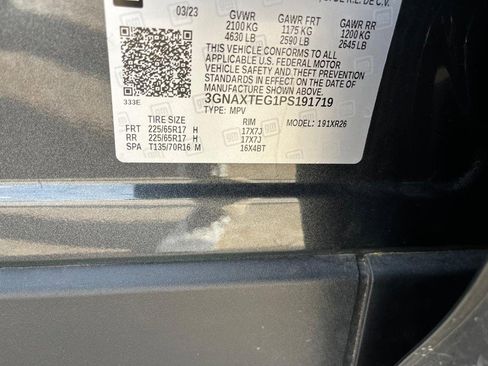 DE R.L. DE C.V.
03/23 GVWR GAWR FRT GAWR RR
2100 KG 1175 KG 1200 KG
4630 LB 2590 LB 2645 LB
THIS VEHICLE CONFORMS TO ALL
APPLICABLE U.S. FEDERAL MOTOR
VEHICLE SAFETY AND THEFT PREVENTION
STANDARDS IN EFFECT ON THE DATE OF
MANUFACTURE SHOWN ABOVE.
333E
3GNAXTEG1PS191719
TYPE: MPV
TIRE SIZE RIM MODEL: 191XR26
FRT 225/65R17 H 17X7J
RR 225/65R17 H 17X7J
SPA T135/70R16 M 16X4BT